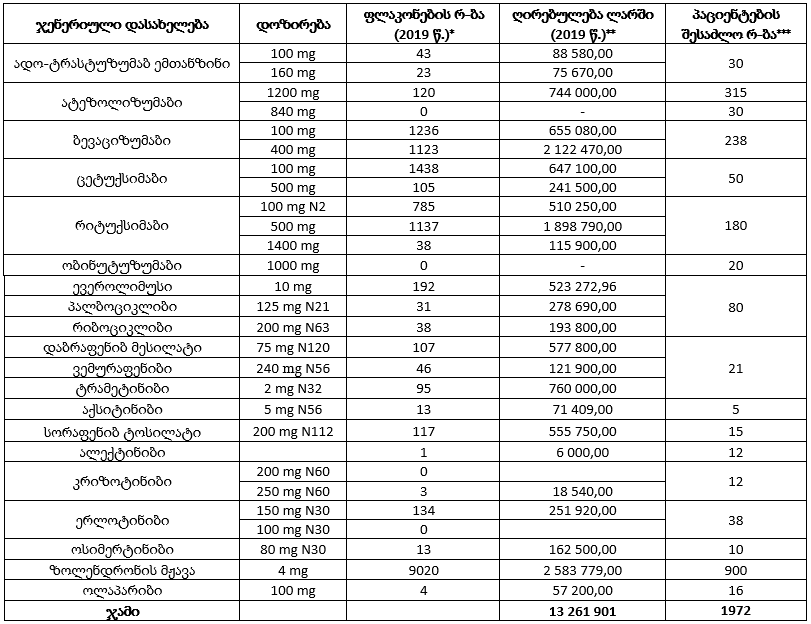 ჯენერიული დასახელება დოზირება ფლაკონების რ-ბა (2019 წ.)* ღირებულება ლარში (2019 წ.)** პაციენტების შესაძლო რ-ბა***
ადო-ტრასტუზუმაბ ემთანზინი 100 mg 43 88 580,00 30
160 mg 23 75 670,00
ატეზოლიზუმაბი 1200 mg 120 744 000,00 315
840 mg 0 - 30
ბევაციზუმაბი 100 mg 1236 655 080,00 238
400 mg 1123 2 122 470,00
ცეტუქსიმაბი 100 mg 1438 647 100,00 50
500 mg 105 241 500,00
რიტუქსიმაბი 100 mg N2 785 510 250,00 180
500 mg 1137 1 898 790,00
1400 mg 38 115 900,00
ობინუტუზუმაბი 1000 mg 0 - 20
ევეროლიმუსი 10 mg 192 523 272,96 80
პალბოციკლიბი 125 mg N21 31 278 690,00
რიბოციკლიბი 200 mg N63 38 193 800,00
დაბრაფენიბ მესილატი 75 mg N120 107 577 800,00 21
ვემურაფენიბი 240 mg N56 46 121 900,00
ტრამეტინიბი 2 mg N32 95 760 000,00
აქსიტინიბი 5 mg N56 13 71 409,00 5
სორაფენიბ ტოსილატი 200 mg N112 117 555 750,00 15
ალექტინიბი 1 6 000,00 12
კრიზოტინიბი 200 mg N60 0 12
250 mg N60 3 18 540,00
ერლოტინიბი 150 mg N30 134 251 920,00 38
100 mg N30 0
ოსიმერტინიბი 80 mg N30 13 162 500,00 10
ზოლენდრონის მჟავა 4 mg 9020 2 583 779,00 900
ოლაპარიბი 100 mg 4 57 200,00 16
ჯამი 13 261 901 1972